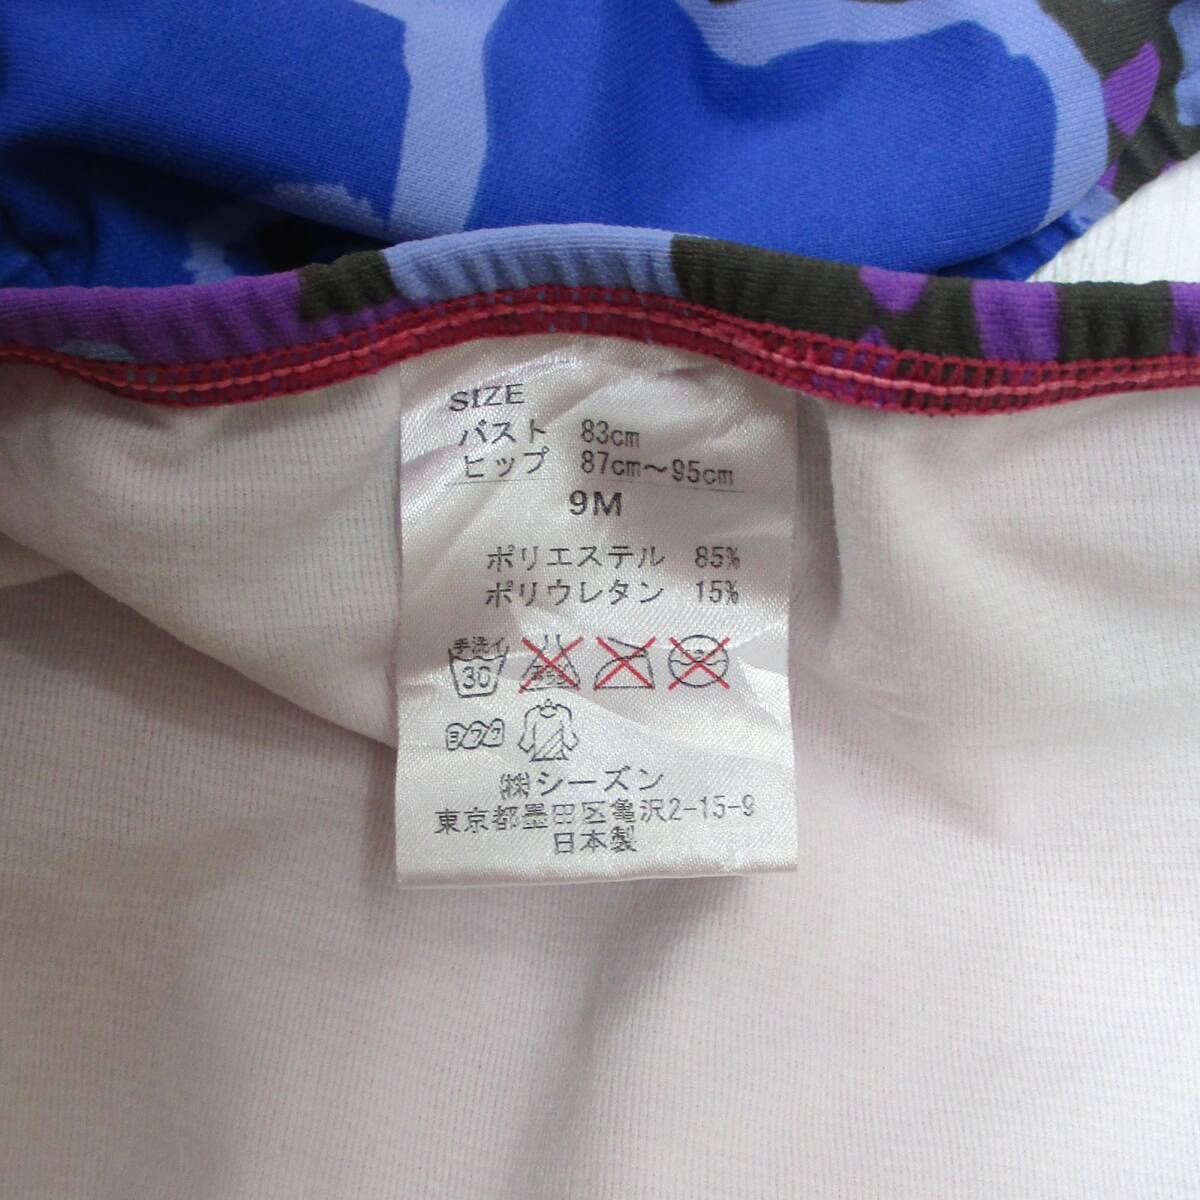 SIZE
バスト 83cm
ヒップ 87cm～95cm
9M
ポリエステル 85%
ポリウレタン 15%
手洗イ
30
ヨワク
㈱シーズン
東京都墨田区亀沢2-15-9
日本製